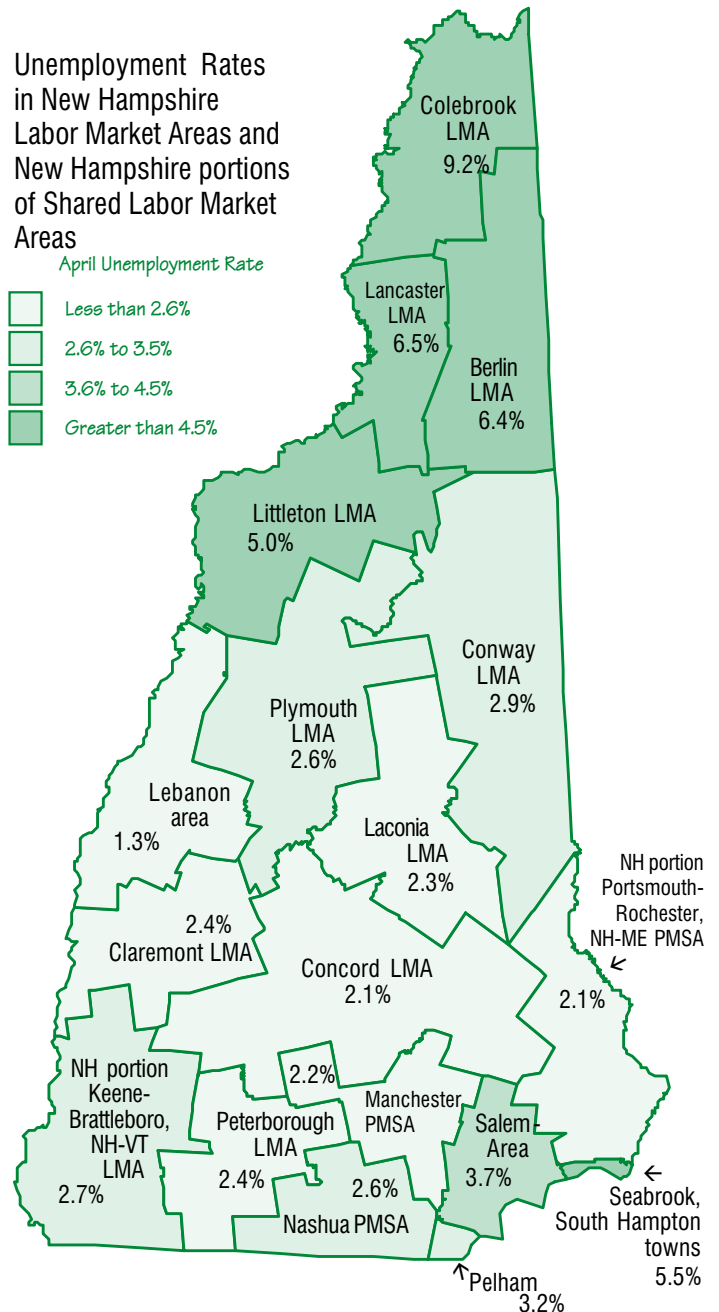 Unemployment Rates
in New Hampshire
Labor Market Areas and
New Hampshire portions
of Shared Labor Market
Areas
April Unemployment Rate
Less than 2.6%
2.6% to 3.5%
3.6% to 4.5%
Greater than 4.5%
Colebrook
LMA
9.2%
Lancaster
LMA
6.5%
Berlin
LMA
6.4%
Littleton LMA
5.0%
Conway
LMA
2.9%
Plymouth
LMA
2.6%
Lebanon
area
1.3%
Laconia
LMA
2.3%
NH portion
Portsmouth-
Rochester,
NH-ME PMSA
2.1%
2.4%
Claremont LMA
Concord LMA
2.1%
NH portion
Keene-
Brattleboro,
NH-VT
LMA
2.7%
2.2%
Manchester
PMSA
Peterborough
LMA
2.4%
Salem-
Area
3.7%
2.6%
Nashua PMSA
Seabrook,
South Hampton
towns
5.5%
Pelham
3.2%